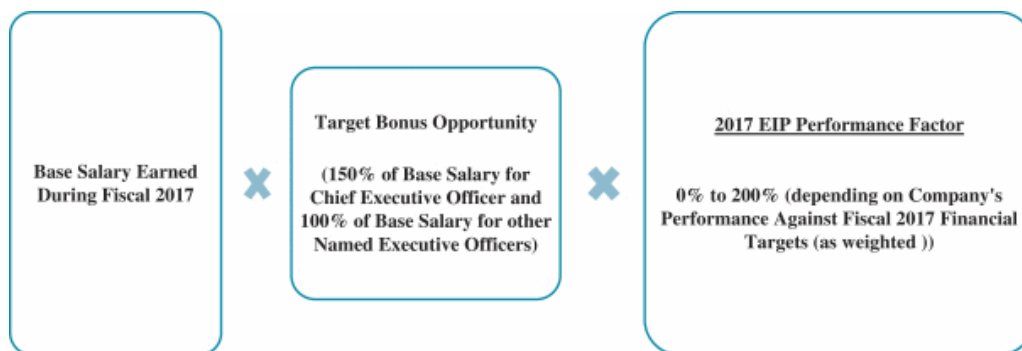 Base Salary Earned
During Fiscal 2017
Target Bonus Opportunity
(150% of Base Salary for
Chief Executive Officer and
100% of Base Salary for other
Named Executive Officers)
2017 EIP Performance Factor
0% to 200% (depending on Company's
Performance Against Fiscal 2017 Financial
Targets (as weighted ))